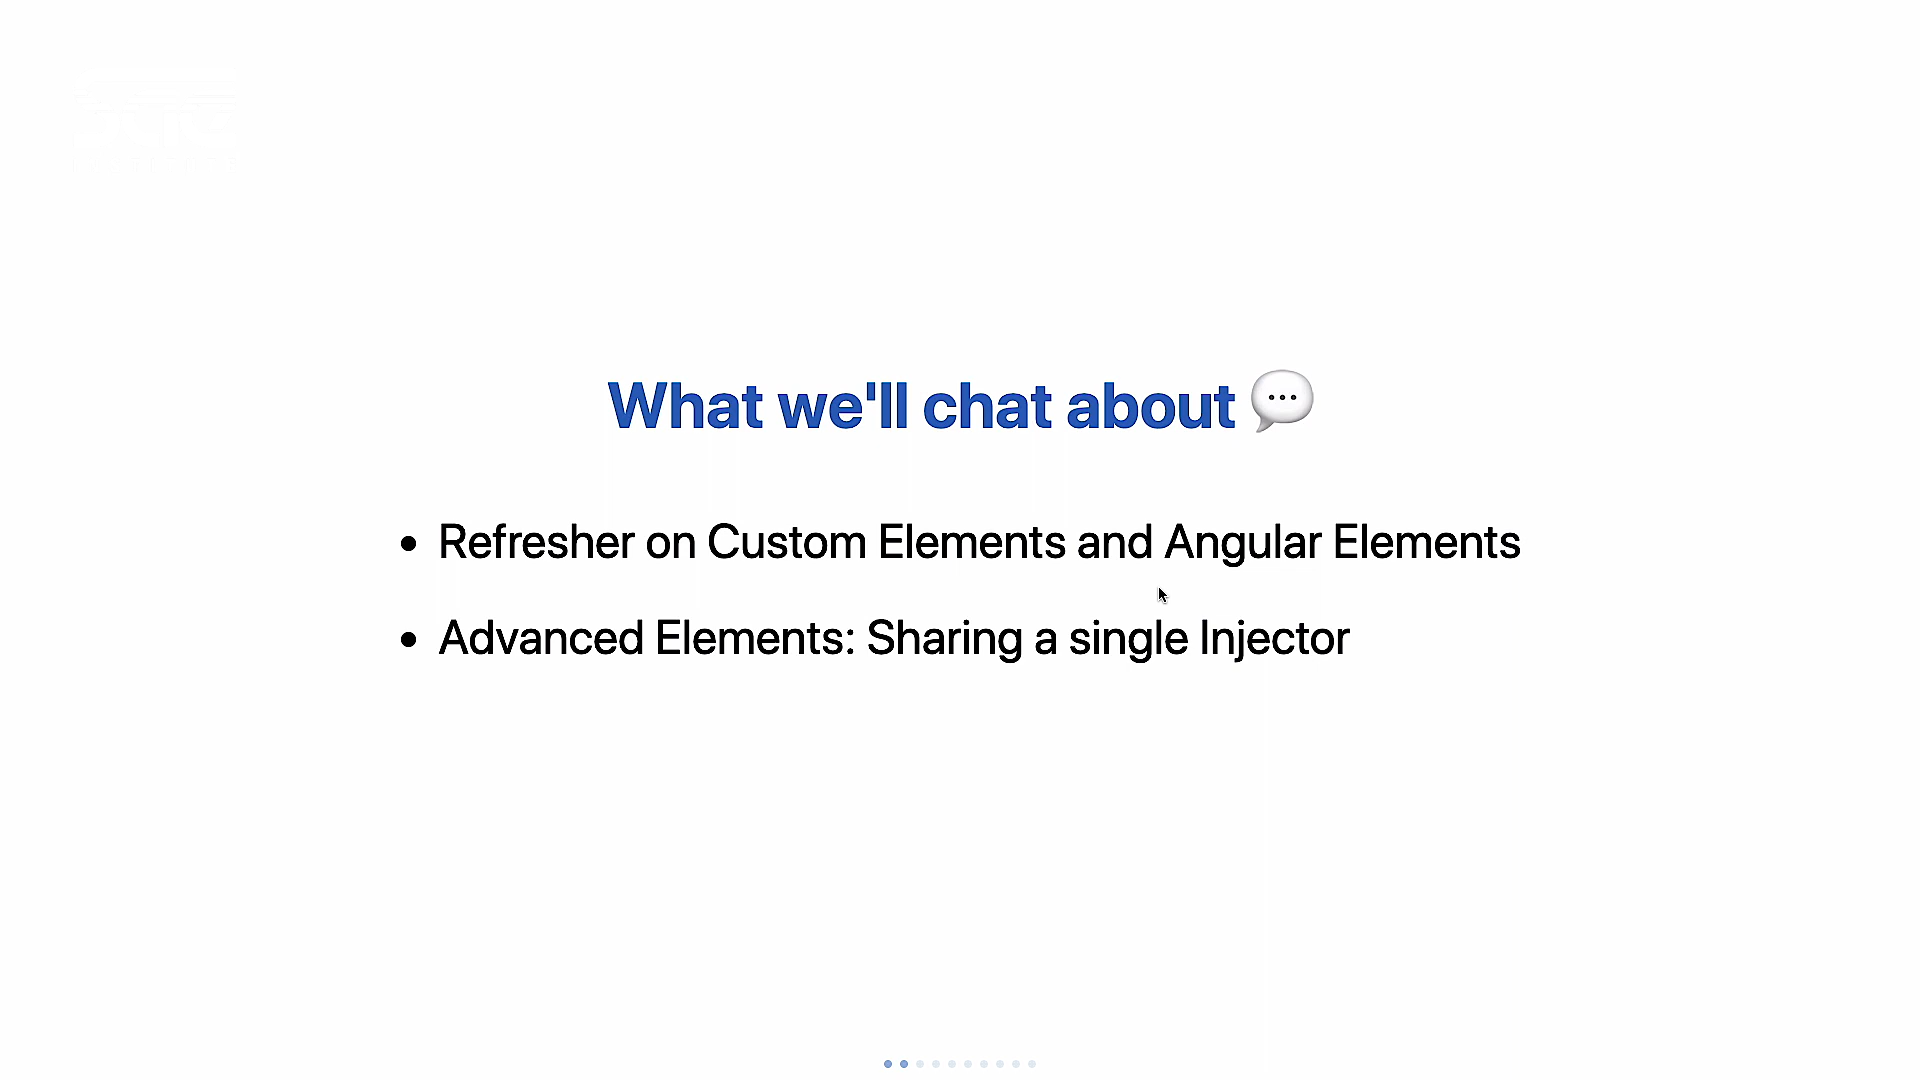 What we'll chat about 💬
• Refresher on Custom Elements and Angular Elements
• Advanced Elements: Sharing a single Injector